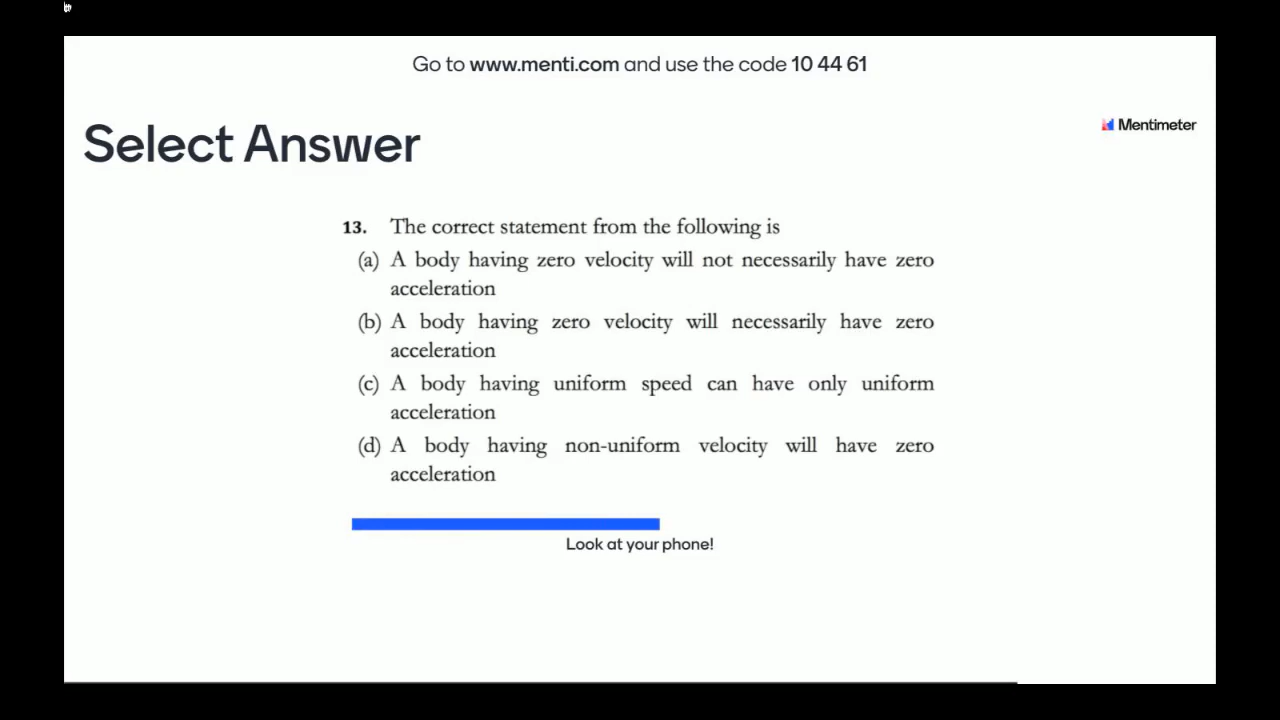 Go to www.menti.com and use the code 10 44 61
Mentimeter
Select Answer
13. The correct statement from the following is
(a) A body having zero velocity will not necessarily have zero
acceleration
(b) A body having zero velocity will necessarily have zero
acceleration
(c) A body having uniform speed can have only uniform
acceleration
(d) A body having non-uniform velocity will have zero
acceleration
Look at your phone!